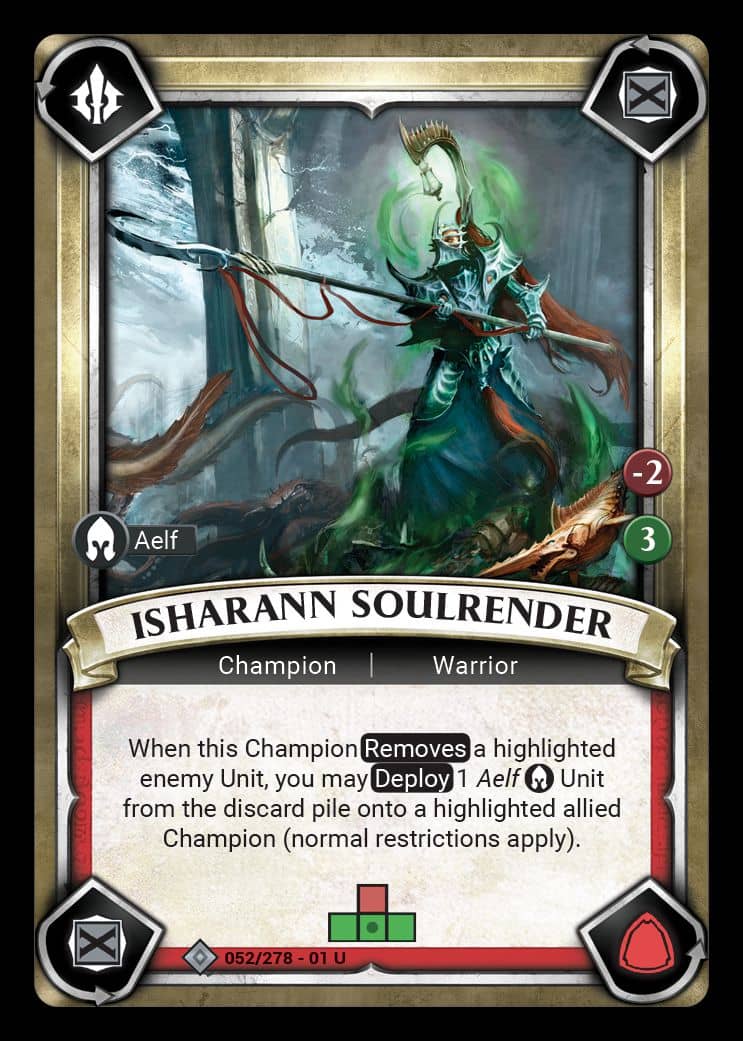 -2
Aelf
3
ISHARANN SOULRENDER
Champion | Warrior
When this Champion Removes a highlighted
enemy Unit, you may Deploy 1 Aelf Unit
from the discard pile onto a highlighted allied
Champion (normal restrictions apply).
052/278 - 01 U